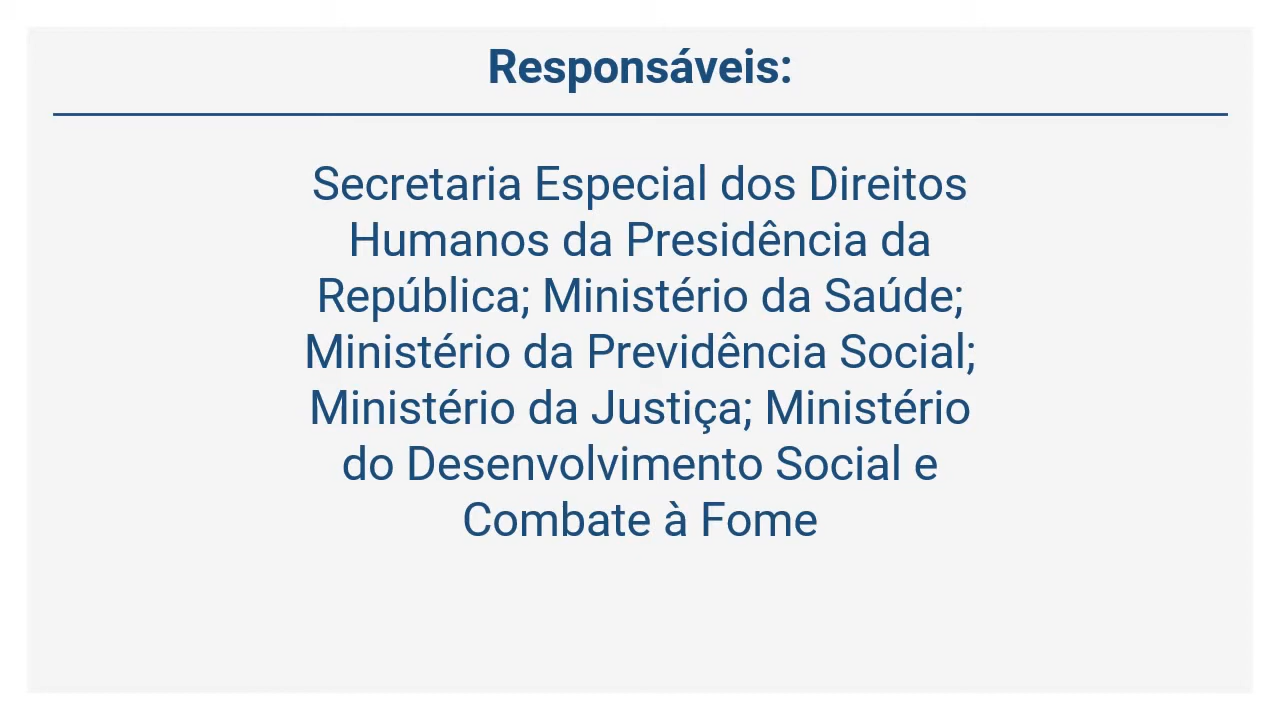 Responsáveis:
Secretaria Especial dos Direitos
Humanos da Presidência da
República; Ministério da Saúde;
Ministério da Previdência Social;
Ministério da Justiça; Ministério
do Desenvolvimento Social e
Combate à Fome